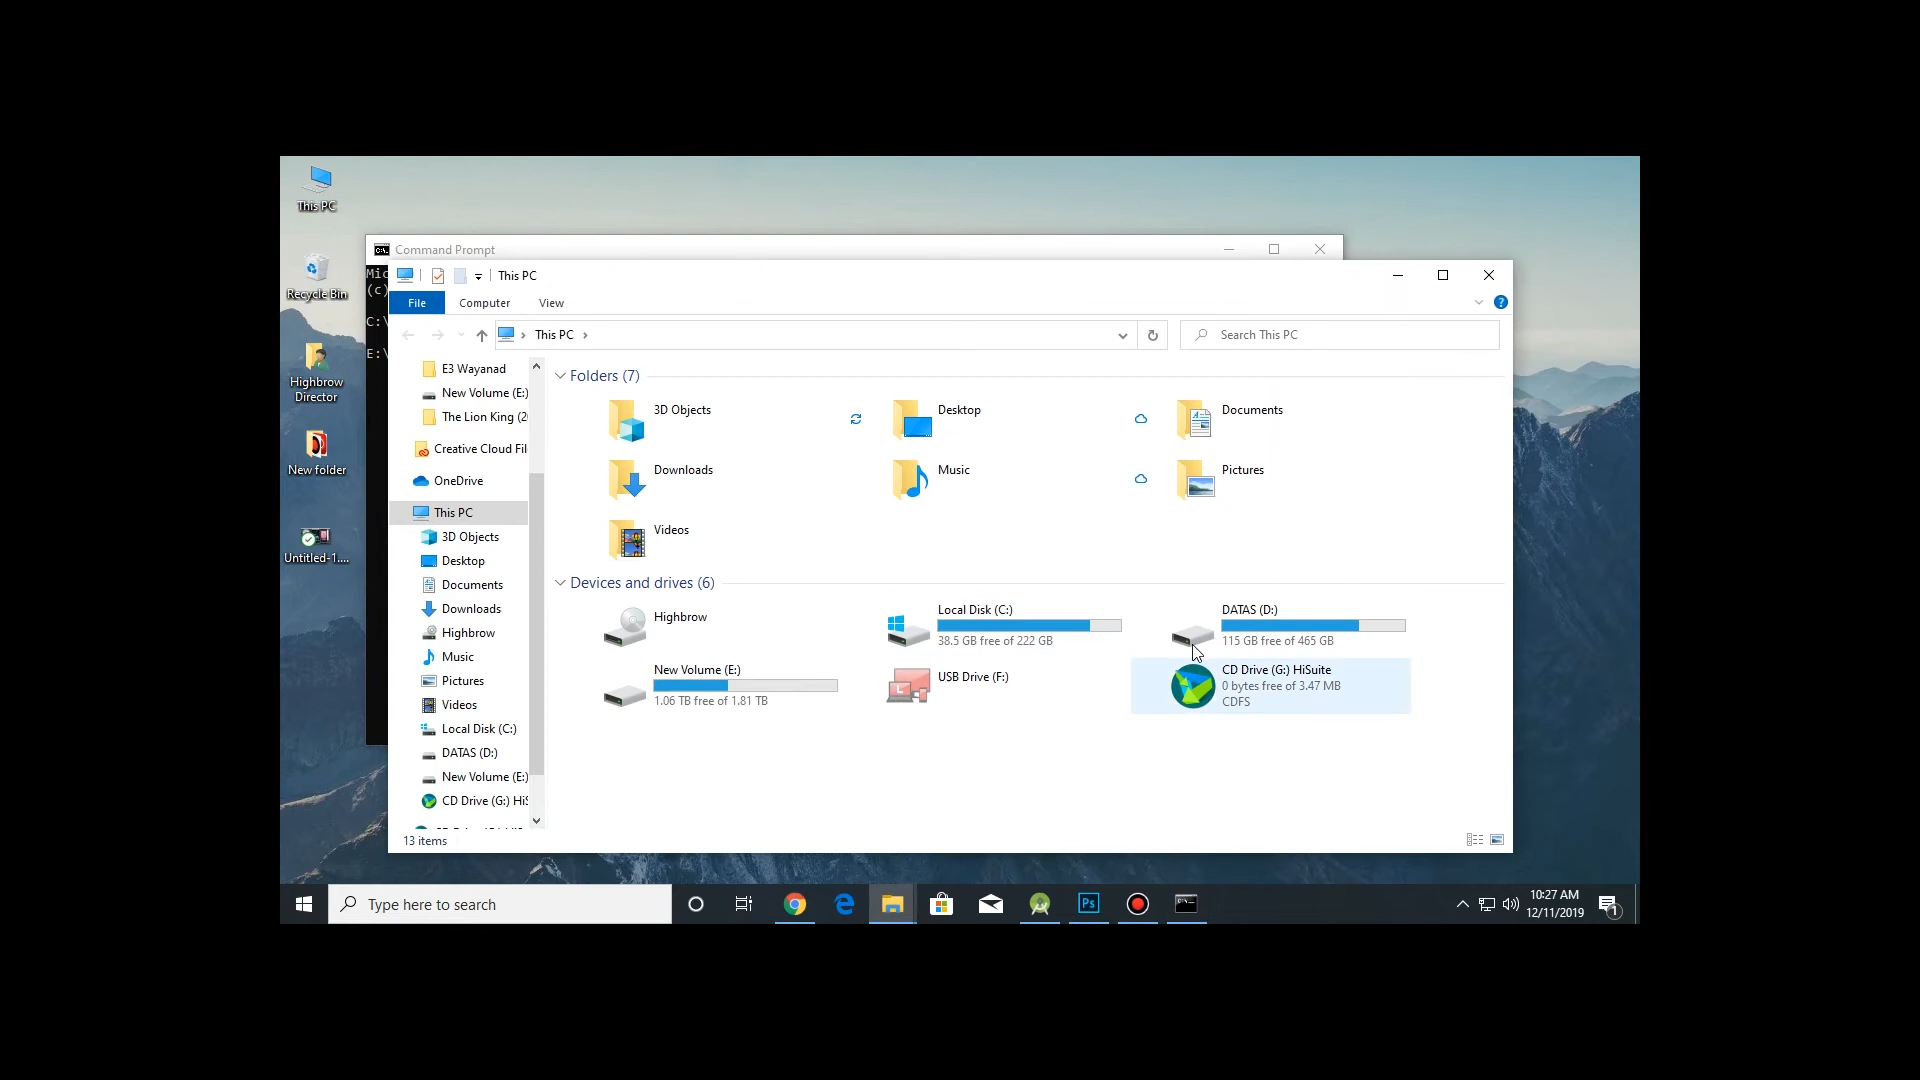 This PC
Recycle Bin
Highbrow
Director
New folder
Untitled-1....
Command Prompt
Mic
(c)
C:\
E:\
This PC
File
Computer
View
This PC
Search This PC
E3 Wayanad
New Volume (E:)
The Lion King (2
Creative Cloud Fil
OneDrive
This PC
3D Objects
Desktop
Documents
Downloads
Highbrow
Music
Pictures
Videos
Local Disk (C:)
DATAS (D:)
New Volume (E:)
CD Drive (G:) HiS
Folders (7)
3D Objects
Desktop
Documents
Downloads
Music
Pictures
Videos
Devices and drives (6)
Highbrow
Local Disk (C:)
38.5 GB free of 222 GB
DATAS (D:)
115 GB free of 465 GB
New Volume (E:)
1.06 TB free of 1.81 TB
USB Drive (F:)
CD Drive (G:) HiSuite
0 bytes free of 3.47 MB
CDFS
13 items
Type here to search
Ps
10:27 AM
12/11/2019
1